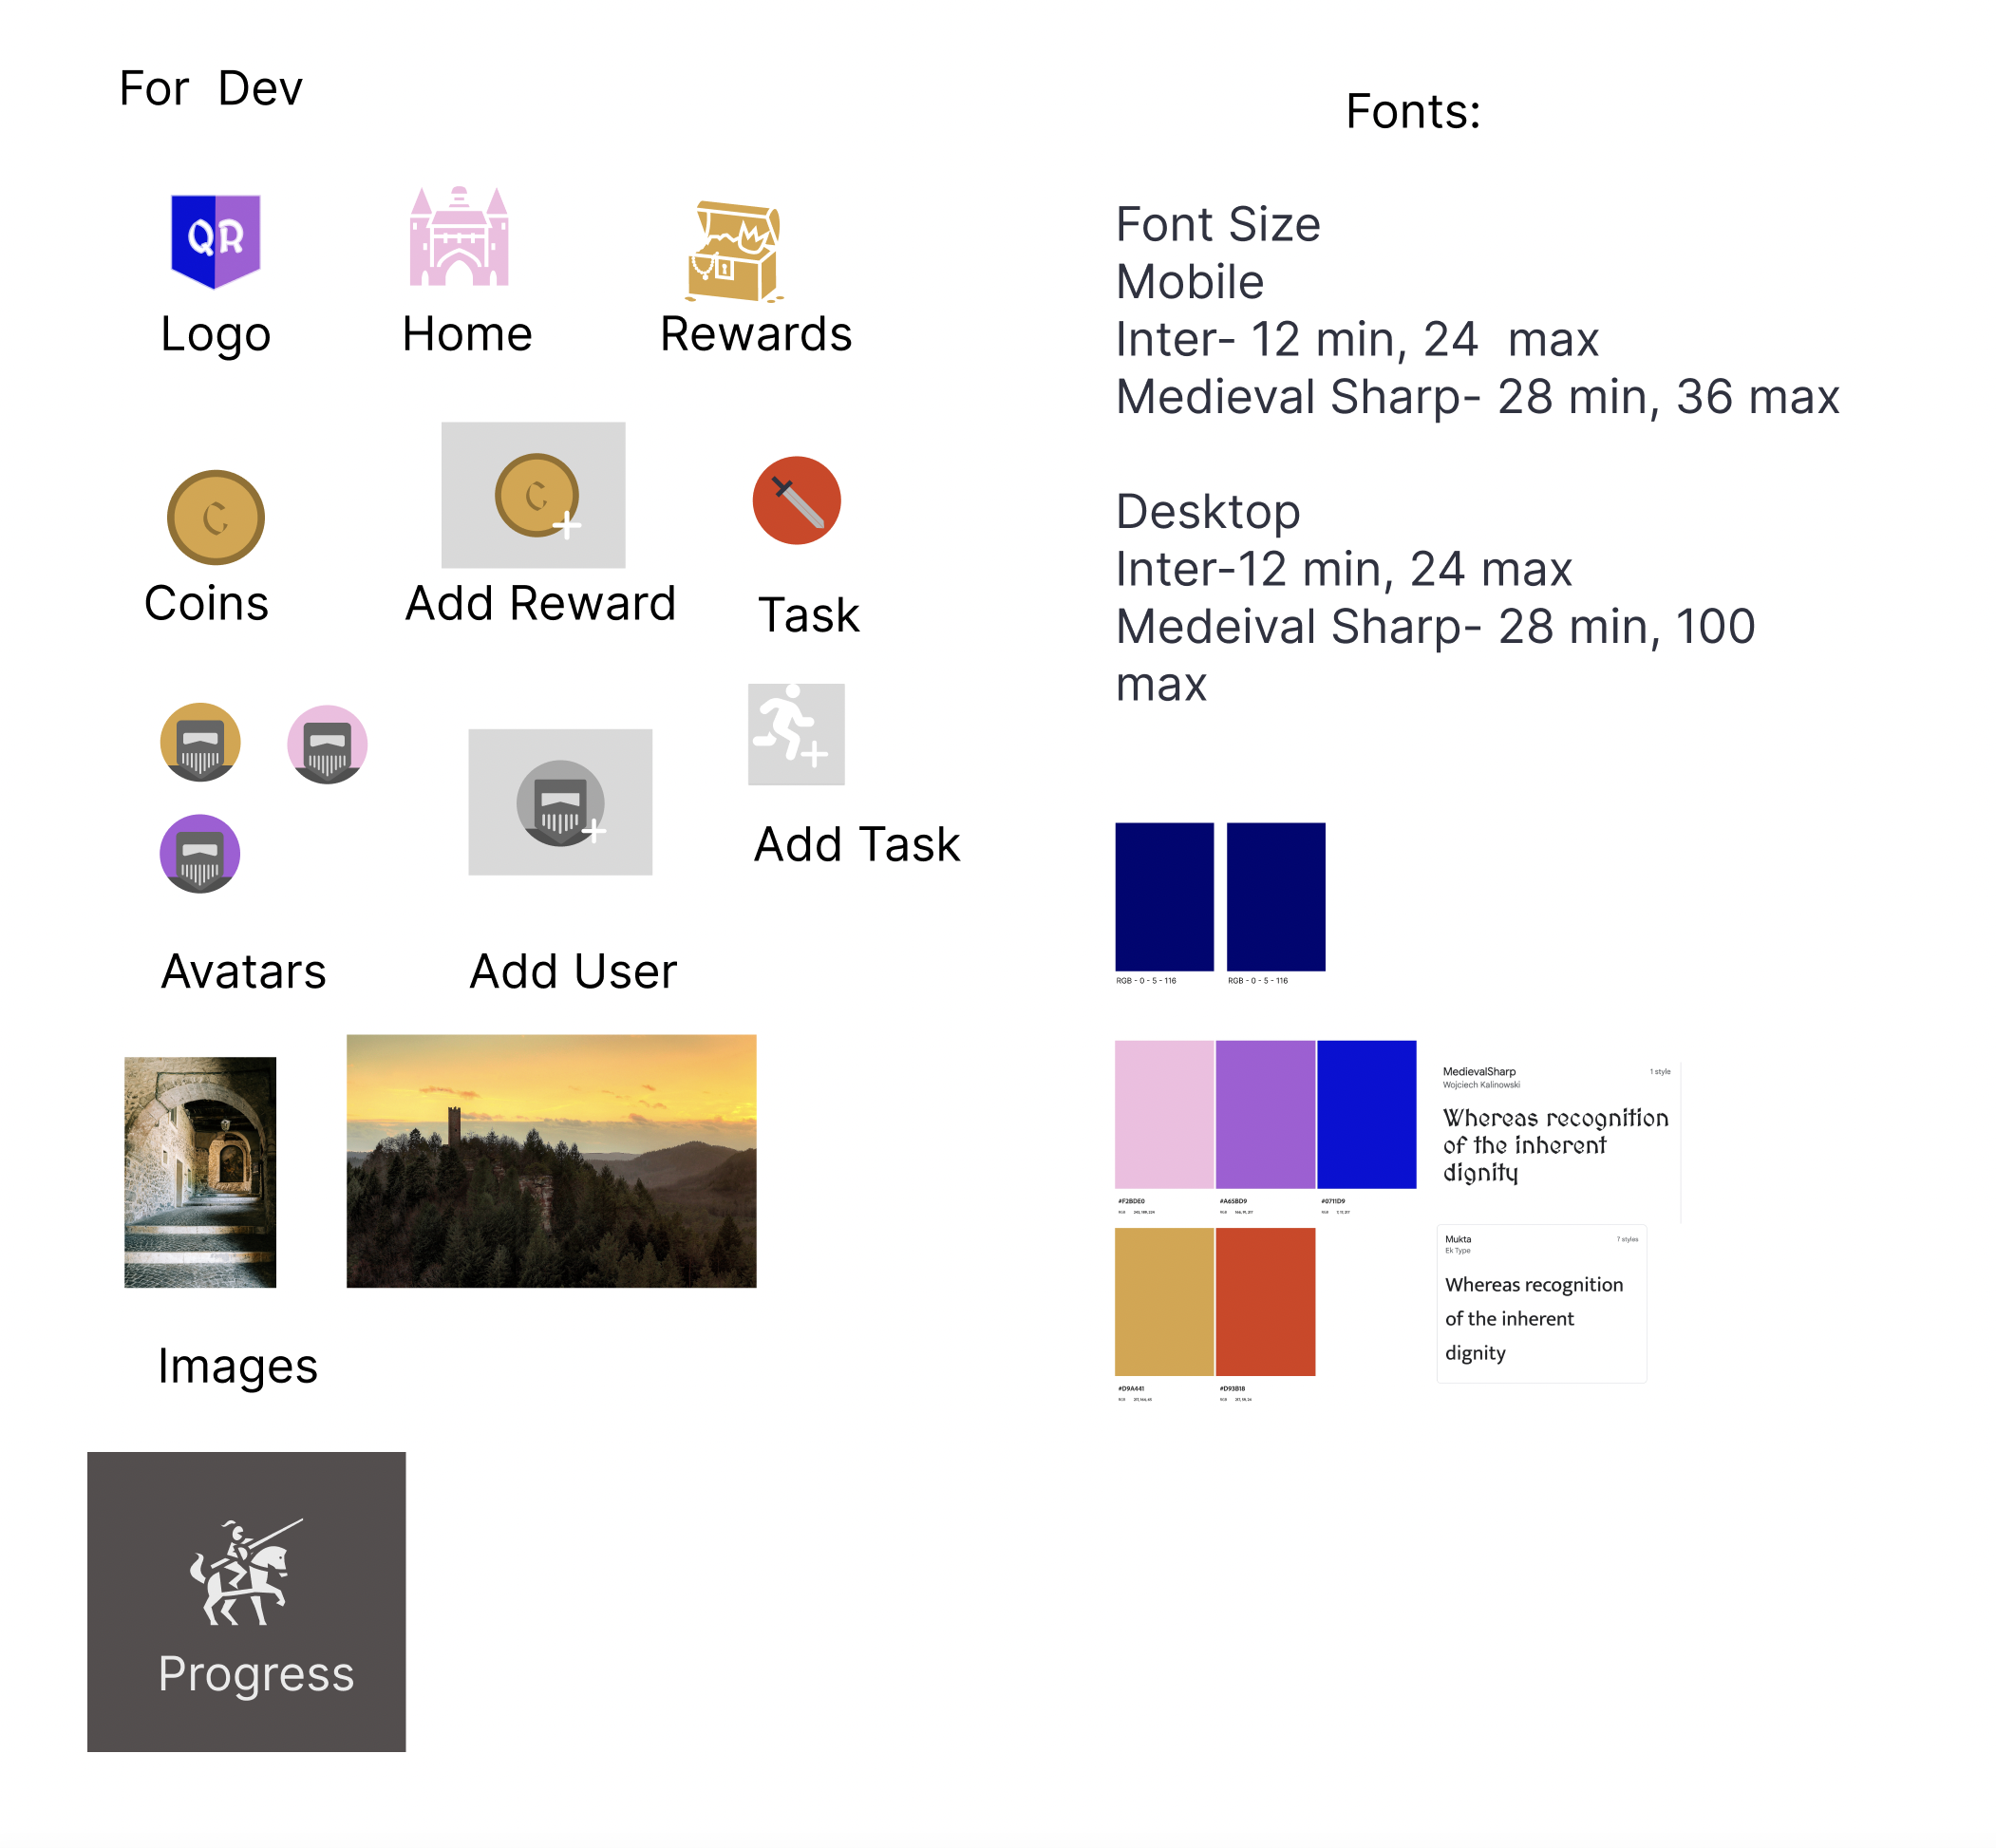 For  Dev
QR
Logo
Home
Rewards
C
Coins
C
Add Reward
Task
Add Task
Avatars
Add User
Images
Progress
Fonts:
Font Size
Mobile
Inter- 12 min, 24  max
Medieval Sharp- 28 min, 36 max
Desktop
Inter-12 min, 24 max
Medeival Sharp- 28 min, 100
max
RGB - 0 - 5 - 116
RGB - 0 - 5 - 116
#F2BDE0
#A65BD9
#0711D9
MedievalSharp
1 style
Wojciech Kalinowski
Whereas recognition
of the inherent
dignity
#D9A441
#D93B18
Mukta
7 styles
Ek Type
Whereas recognition
of the inherent
dignity